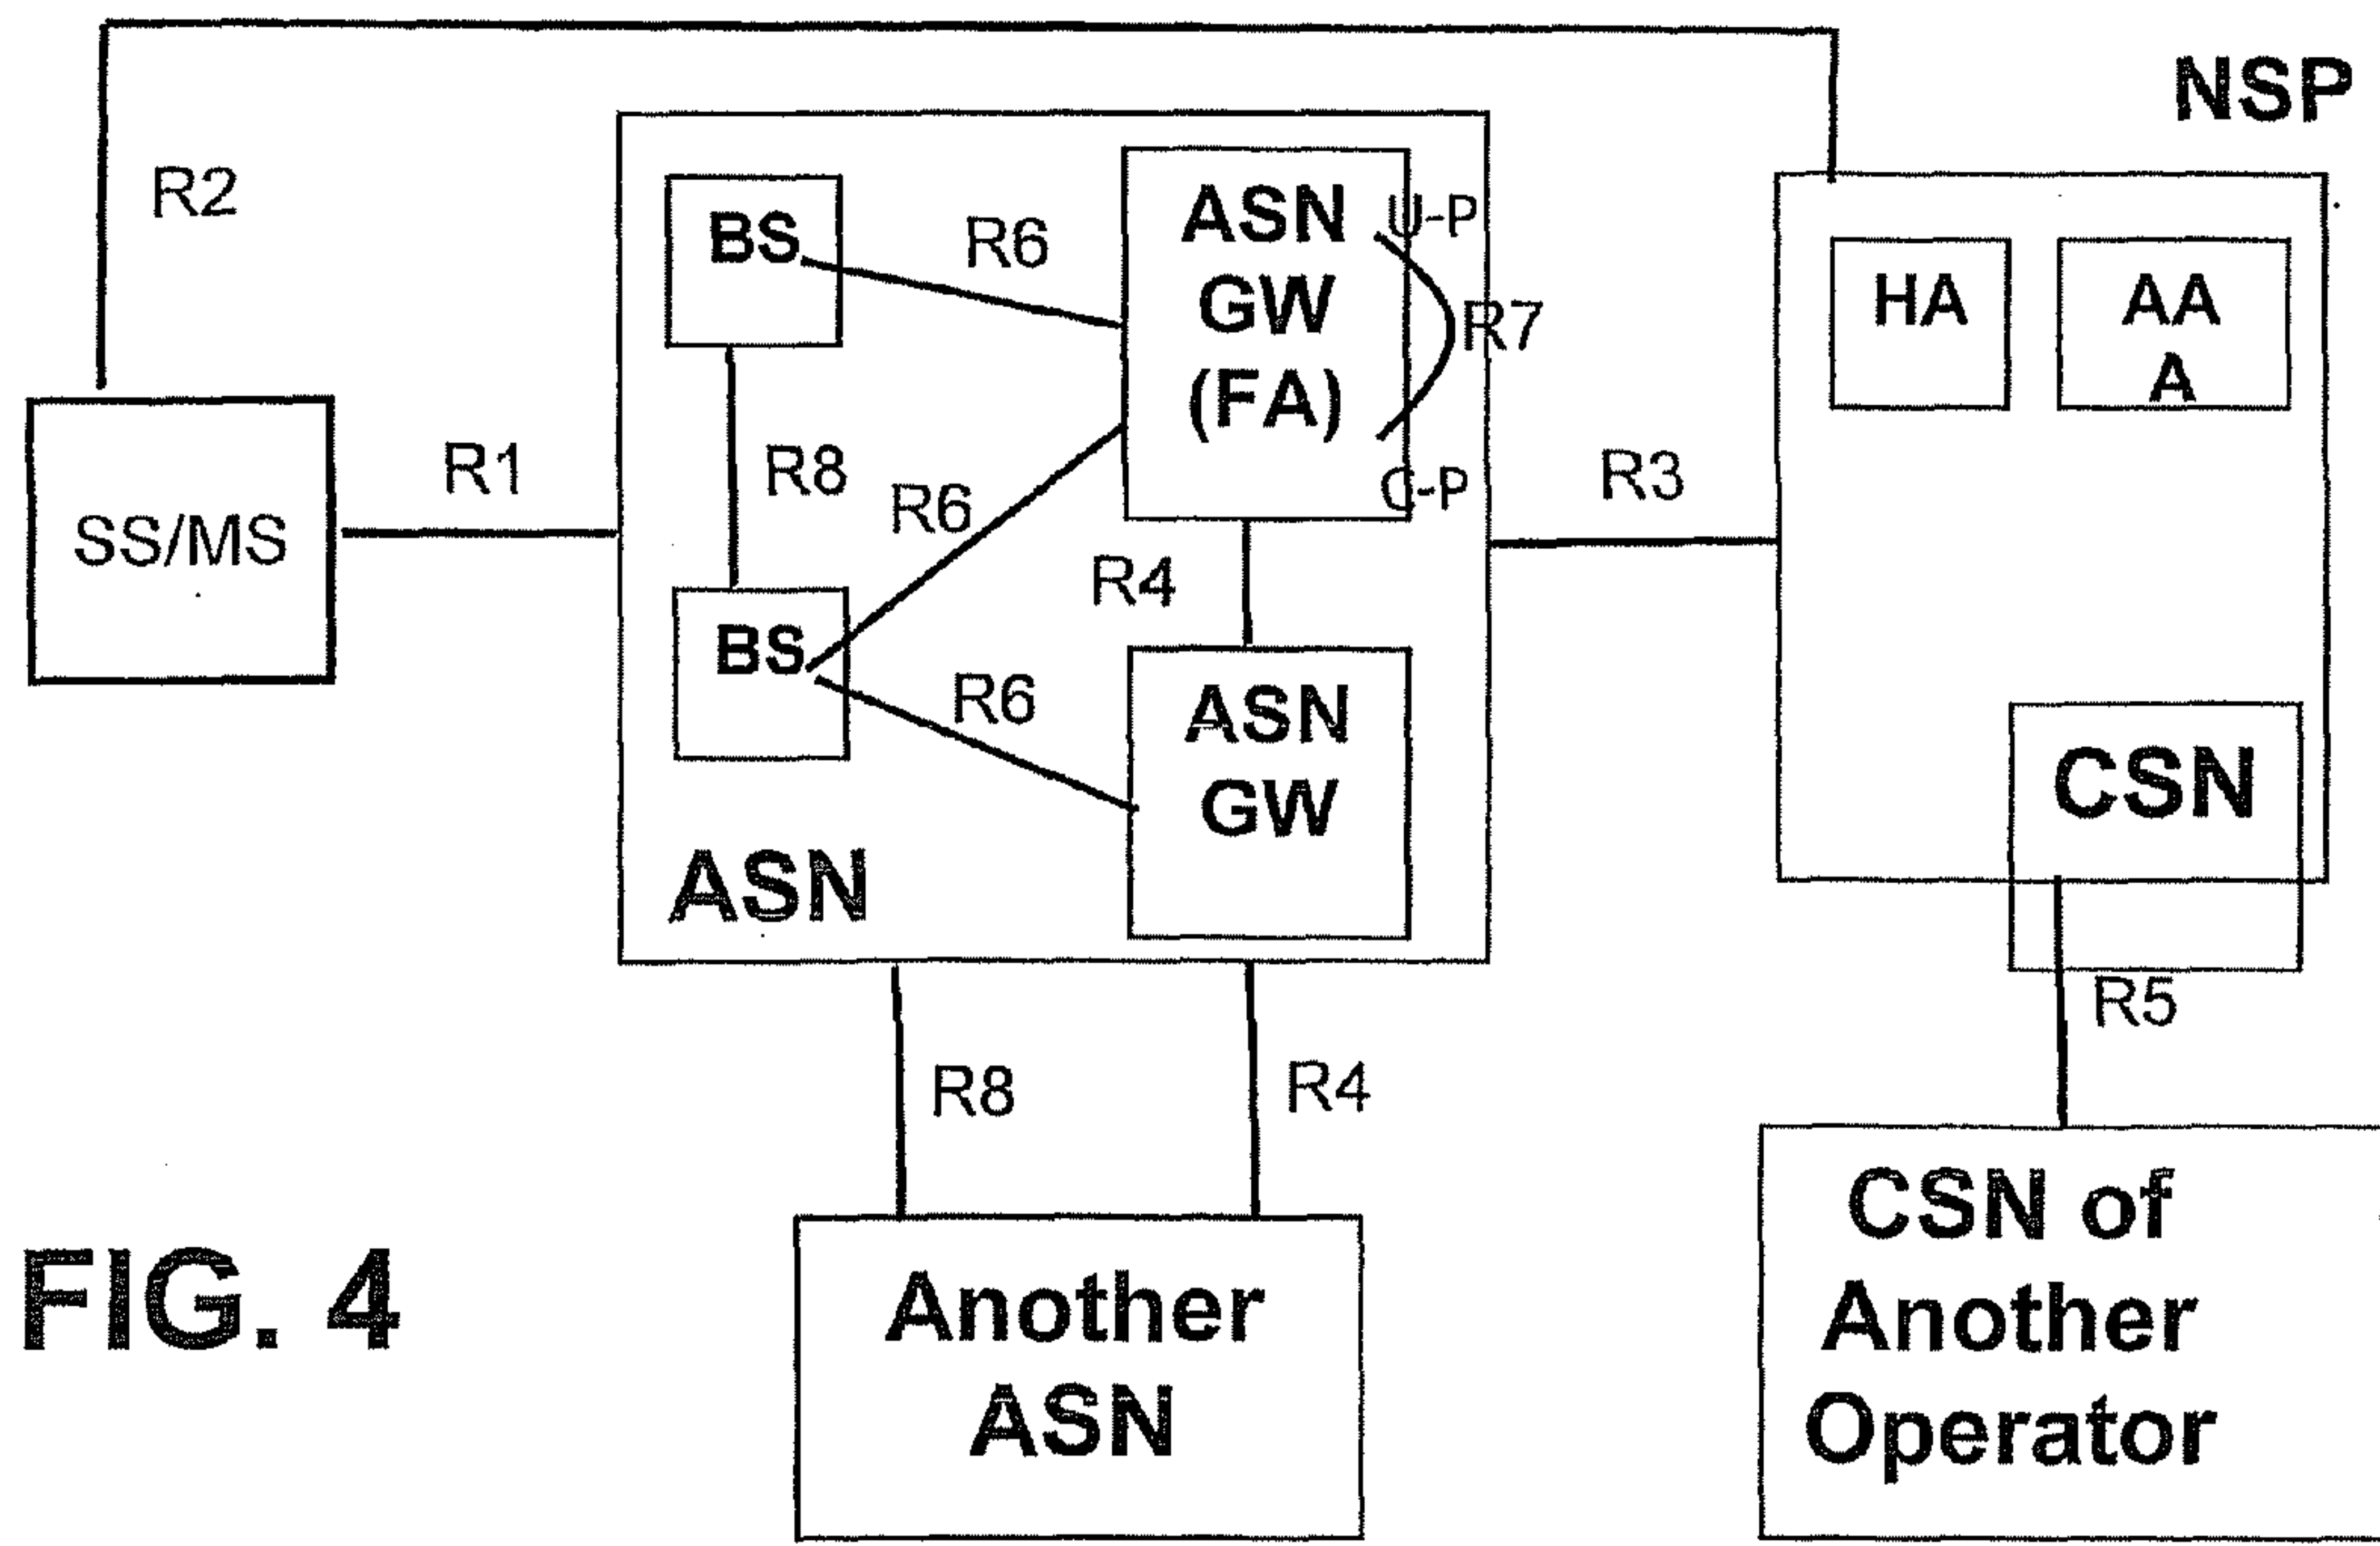 NSP
R2
BS
R6
ASN
GW
(FA)
U-P
R7
C-P
HA
AA
A
R1
SS/MS
R8
R6
R4
R3
BS
R6
ASN
GW
ASN
CSN
R5
R8
R4
CSN of
Another
Operator
Another
ASN
FIG. 4